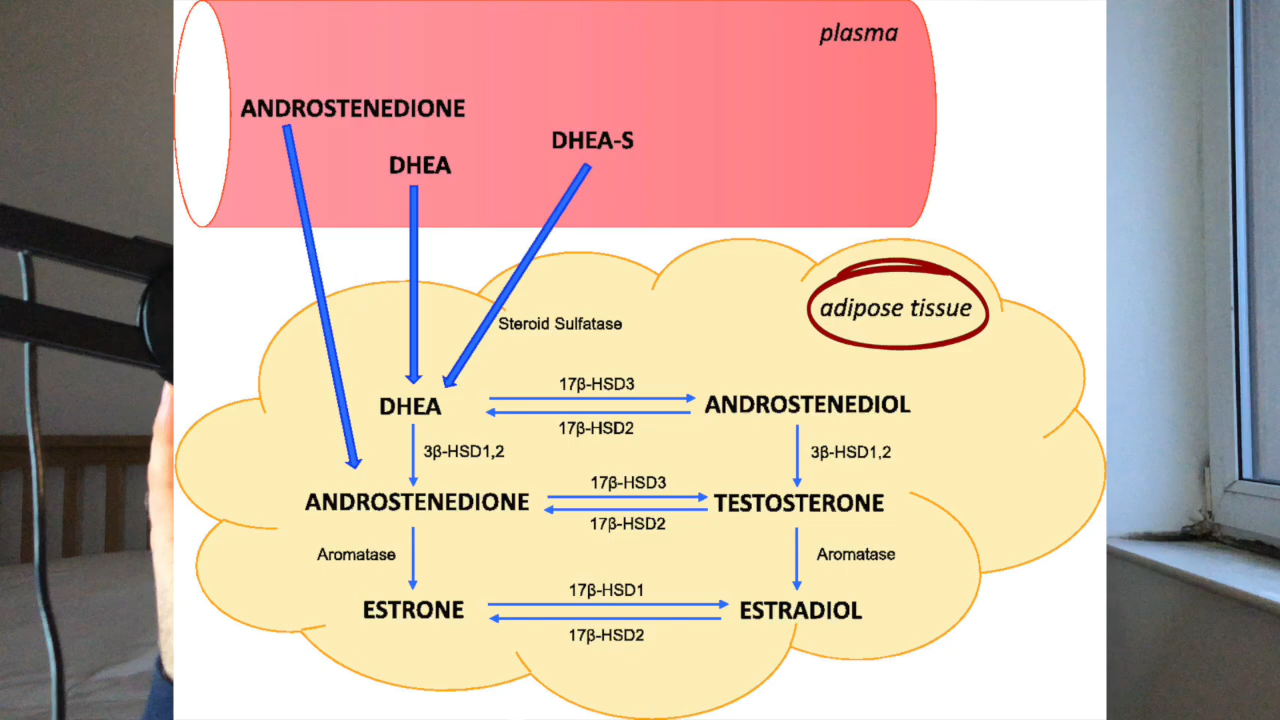 plasma
ANDROSTENEDIONE
DHEA-S
DHEA
adipose tissue
Steroid Sulfatase
17β-HSD3
DHEA
ANDROSTENEDIOL
17β-HSD2
3β-HSD1,2
3β-HSD1,2
17β-HSD3
ANDROSTENEDIONE
TESTOSTERONE
17β-HSD2
Aromatase
Aromatase
17β-HSD1
ESTRONE
ESTRADIOL
17β-HSD2